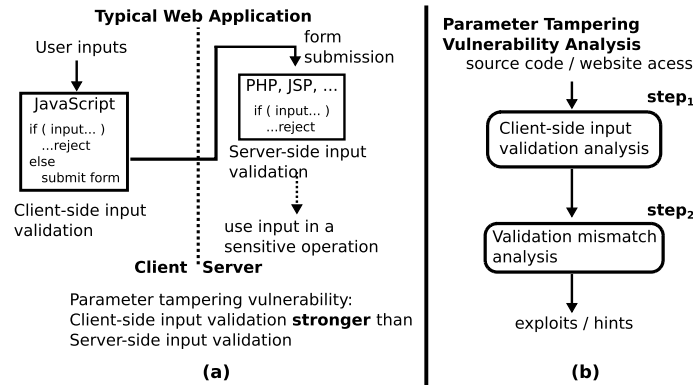 Typical Web Application
User inputs
form
submission
JavaScript
if ( input... )
...reject
else
submit form
PHP, JSP, ...
if ( input... )
...reject
Server-side input
validation
Client-side input
validation
use input in a
sensitive operation
Client Server
Parameter tampering vulnerability:
Client-side input validation stronger than
Server-side input validation
(a)
Parameter Tampering
Vulnerability Analysis
source code / website acess
step1
Client-side input
validation analysis
step2
Validation mismatch
analysis
exploits / hints
(b)